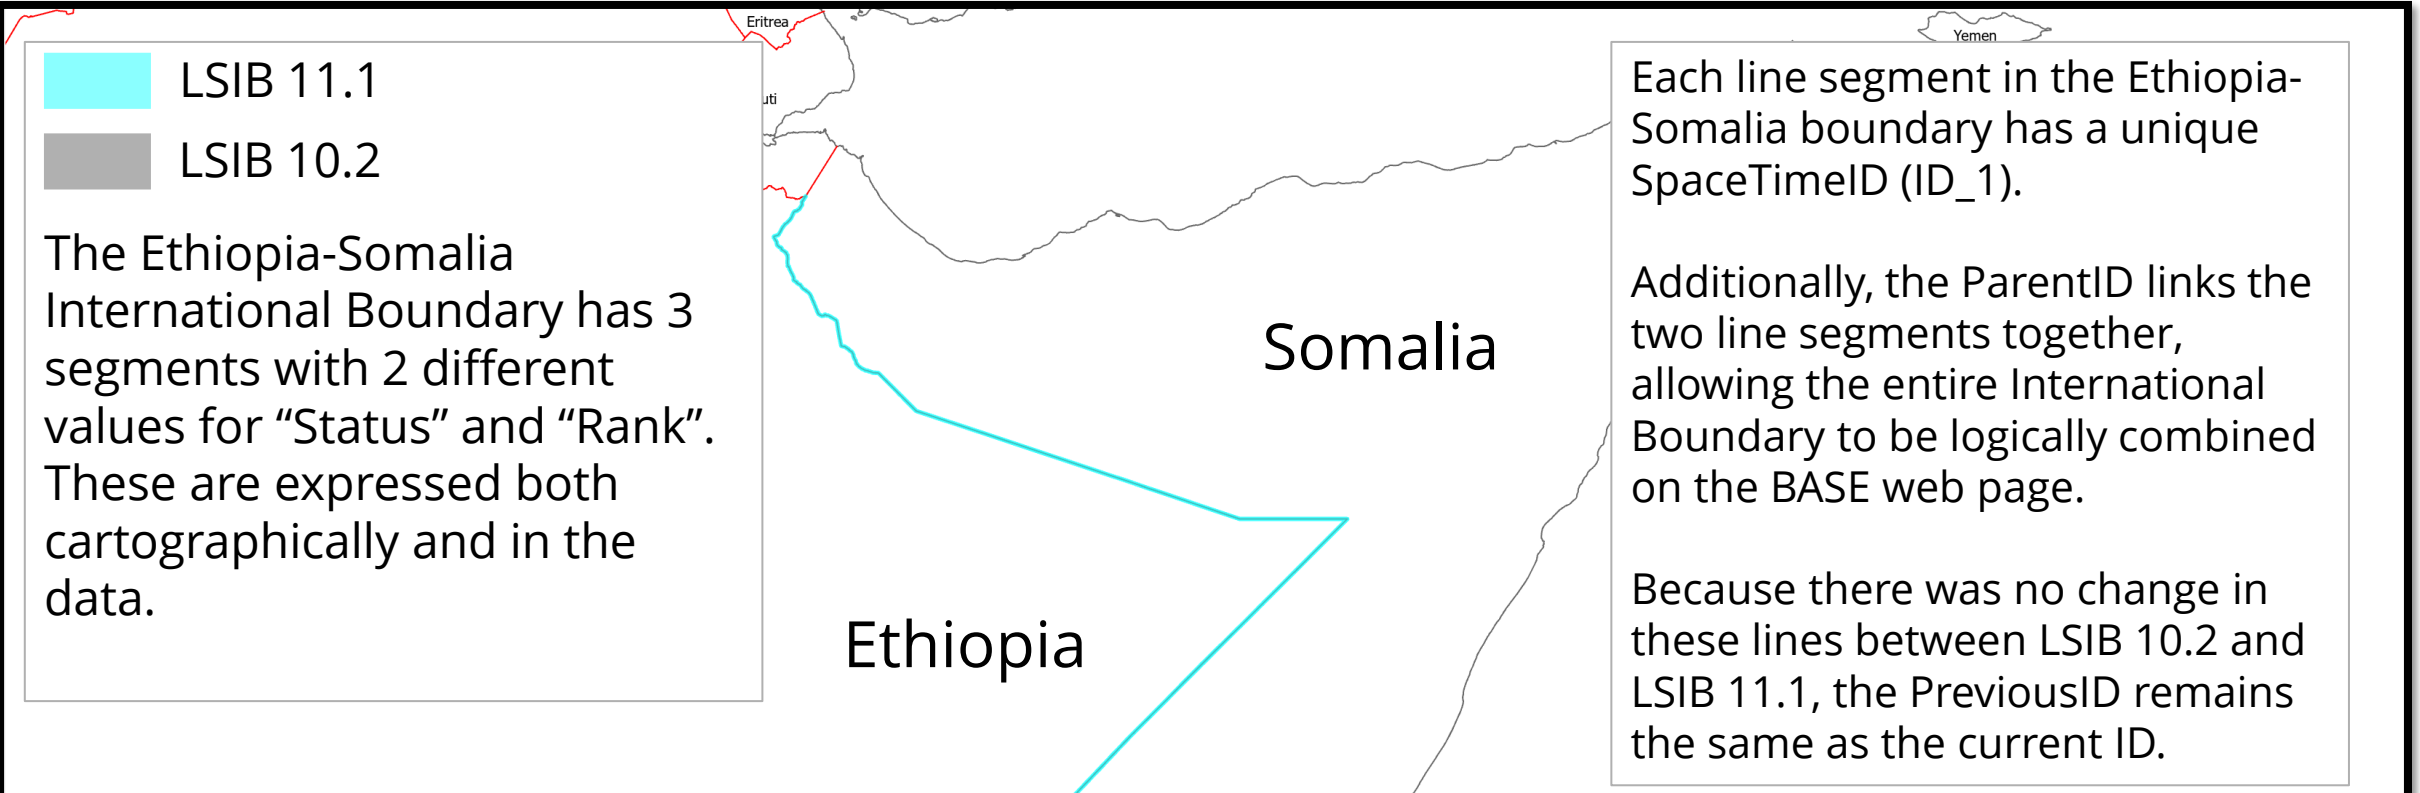 Eritrea
Yemen
LSIB 11.1
LSIB 10.2
uti
The Ethiopia-Somalia
International Boundary has 3
segments with 2 different
values for “Status” and “Rank”.
These are expressed both
cartographically and in the
data.
Somalia
Ethiopia
Each line segment in the Ethiopia-
Somalia boundary has a unique
SpaceTimeID (ID_1).
Additionally, the ParentID links the
two line segments together,
allowing the entire International
Boundary to be logically combined
on the BASE web page.
Because there was no change in
these lines between LSIB 10.2 and
LSIB 11.1, the PreviousID remains
the same as the current ID.